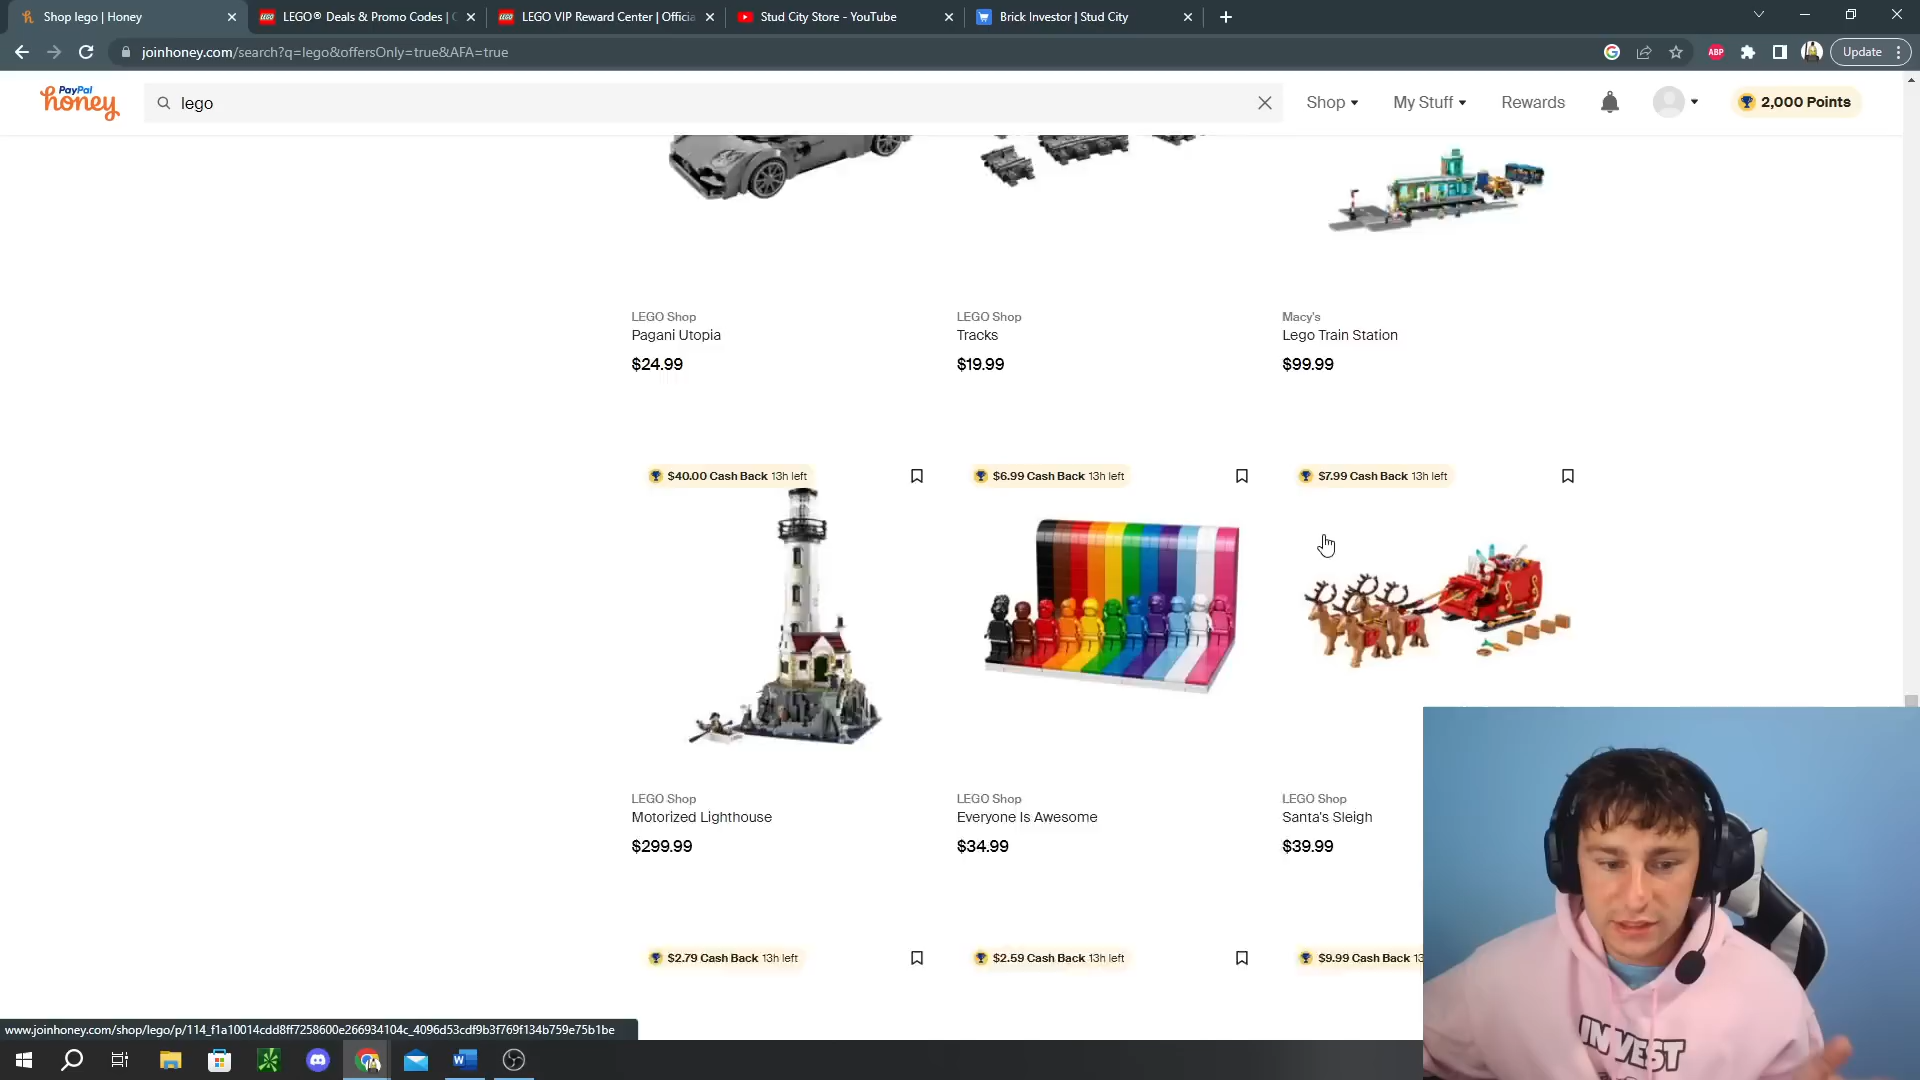 Shop lego | Honey
LEGO® Deals & Promo Codes |
LEGO VIP Reward Center | Officia
Stud City Store - YouTube
Brick Investor | Stud City
joinhoney.com/search?q=lego&offersOnly=true&AFA=true
ABP
Update
PayPal
honey
lego
Shop
My Stuff
Rewards
2,000 Points
LEGO Shop
Pagani Utopia
$24.99
LEGO Shop
Tracks
$19.99
Macy's
Lego Train Station
$99.99
$40.00 Cash Back 13h left
$6.99 Cash Back 13h left
$7.99 Cash Back 13h left
LEGO Shop
Motorized Lighthouse
$299.99
LEGO Shop
Everyone Is Awesome
$34.99
LEGO Shop
Santa's Sleigh
$39.99
$2.79 Cash Back 13h left
$2.59 Cash Back 13h left
$9.99 Cash Back 13
www.joinhoney.com/shop/lego/p/114_f1a10014cdd8ff7258600e266934104c_4096d53cdf9b3f769f134b759e75b1be
INVEST